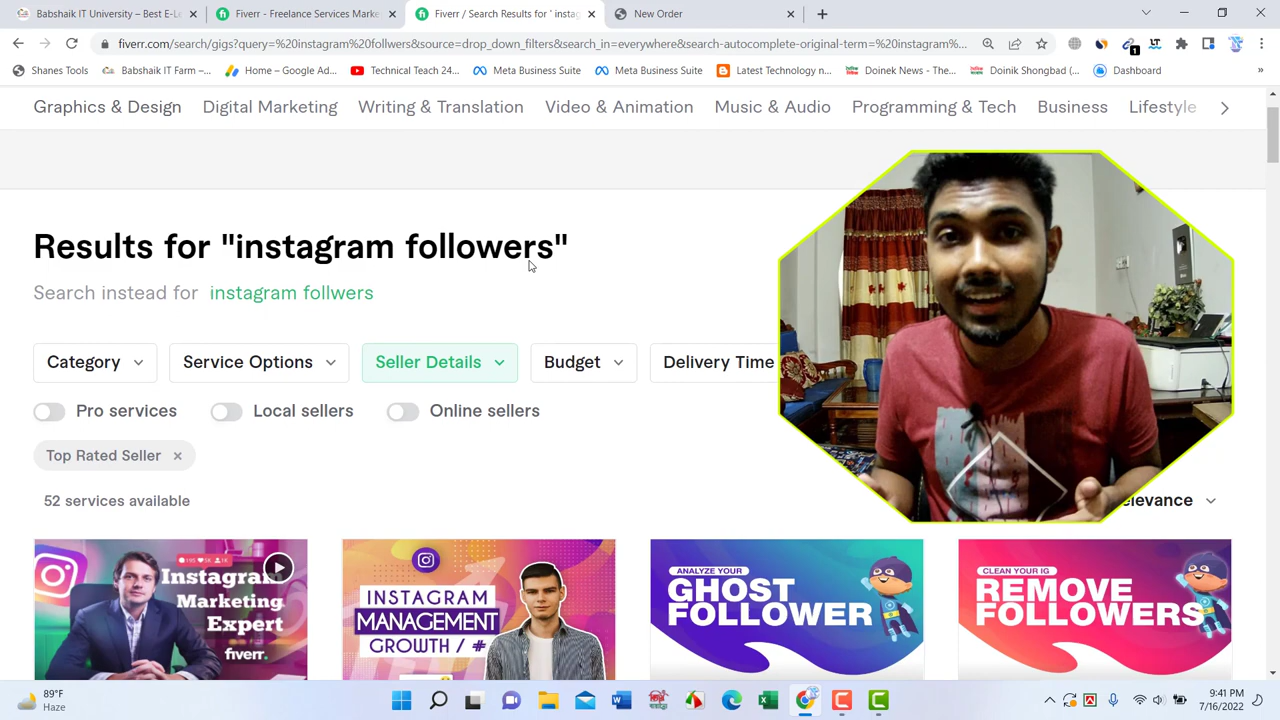 Babshaik IT University – Best E-Le
Fiverr - Freelance Services Marke
Fiverr / Search Results for ' instag
New Order
fiverr.com/search/gigs?query=%20instagram%20follwers&source=drop_down_filters&search_in=everywhere&search-autocomplete-original-term=%20instagram%...
1
Shanes Tools
Babshaik IT Farm –...
Home – Google Ad...
Technical Teach 24...
Meta Business Suite
Meta Business Suite
Latest Technology n...
Doinek News - The...
Doinik Shongbad (...
Dashboard
»
Graphics & Design
Digital Marketing
Writing & Translation
Video & Animation
Music & Audio
Programming & Tech
Business
Lifestyle
Results for "instagram followers"
Search instead for instagram follwers
Category
Service Options
Seller Details
Budget
Delivery Time
Pro services
Local sellers
Online sellers
Top Rated Seller
52 services available
elevance
Instagram
Marketing
Expert
fiverr.
INSTAGRAM
MANAGEMENT
GROWTH / #
ANALYZE YOUR
GHOST
FOLLOWER
CLEAN YOUR IG
REMOVE
FOLLOWERS
89°F
Haze
9:41 PM
7/16/2022